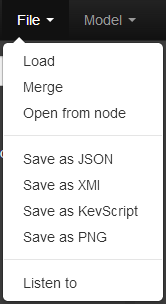 File Model
Load
Merge
Open from node
Save as JSON
Save as XMI
Save as KevScript
Save as PNG
Listen to